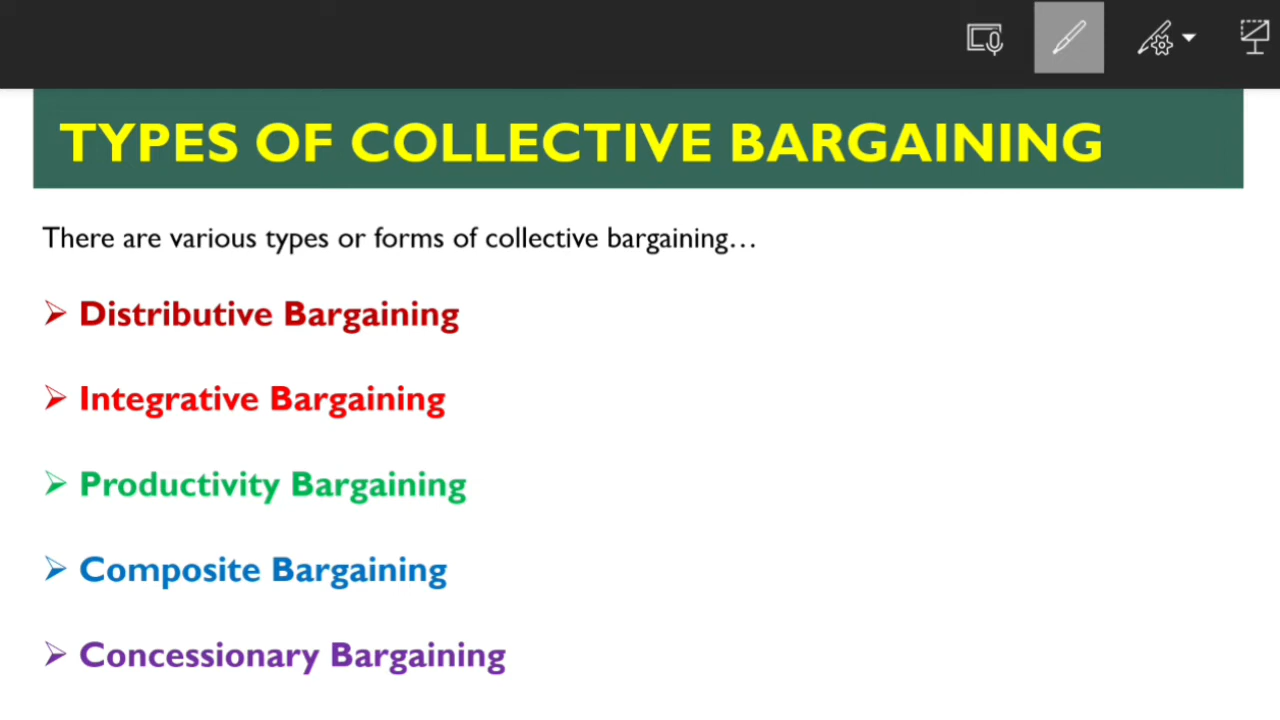 TYPES OF COLLECTIVE BARGAINING
There are various types or forms of collective bargaining…
Distributive Bargaining
Integrative Bargaining
Productivity Bargaining
Composite Bargaining
Concessionary Bargaining